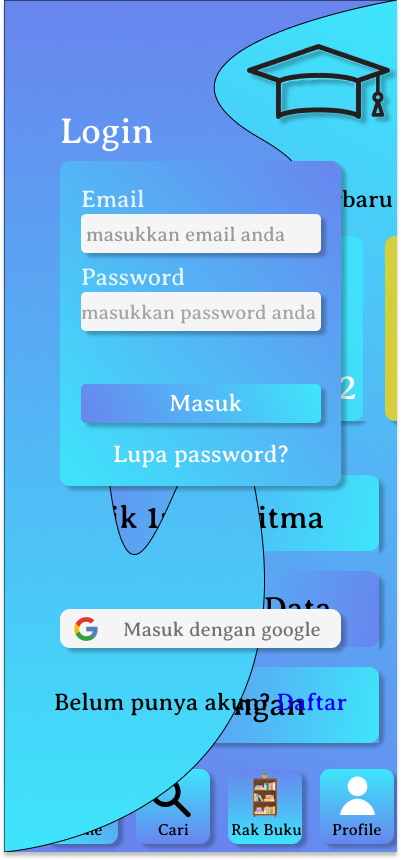 Login
baru
Email
masukkan email anda
Password
masukkan password anda
2
Masuk
Lupa password?
ik 1
itma
Data
Masuk dengan google
Belum punya akun? Daftar
ngan
Cari
Rak Buku
Profile